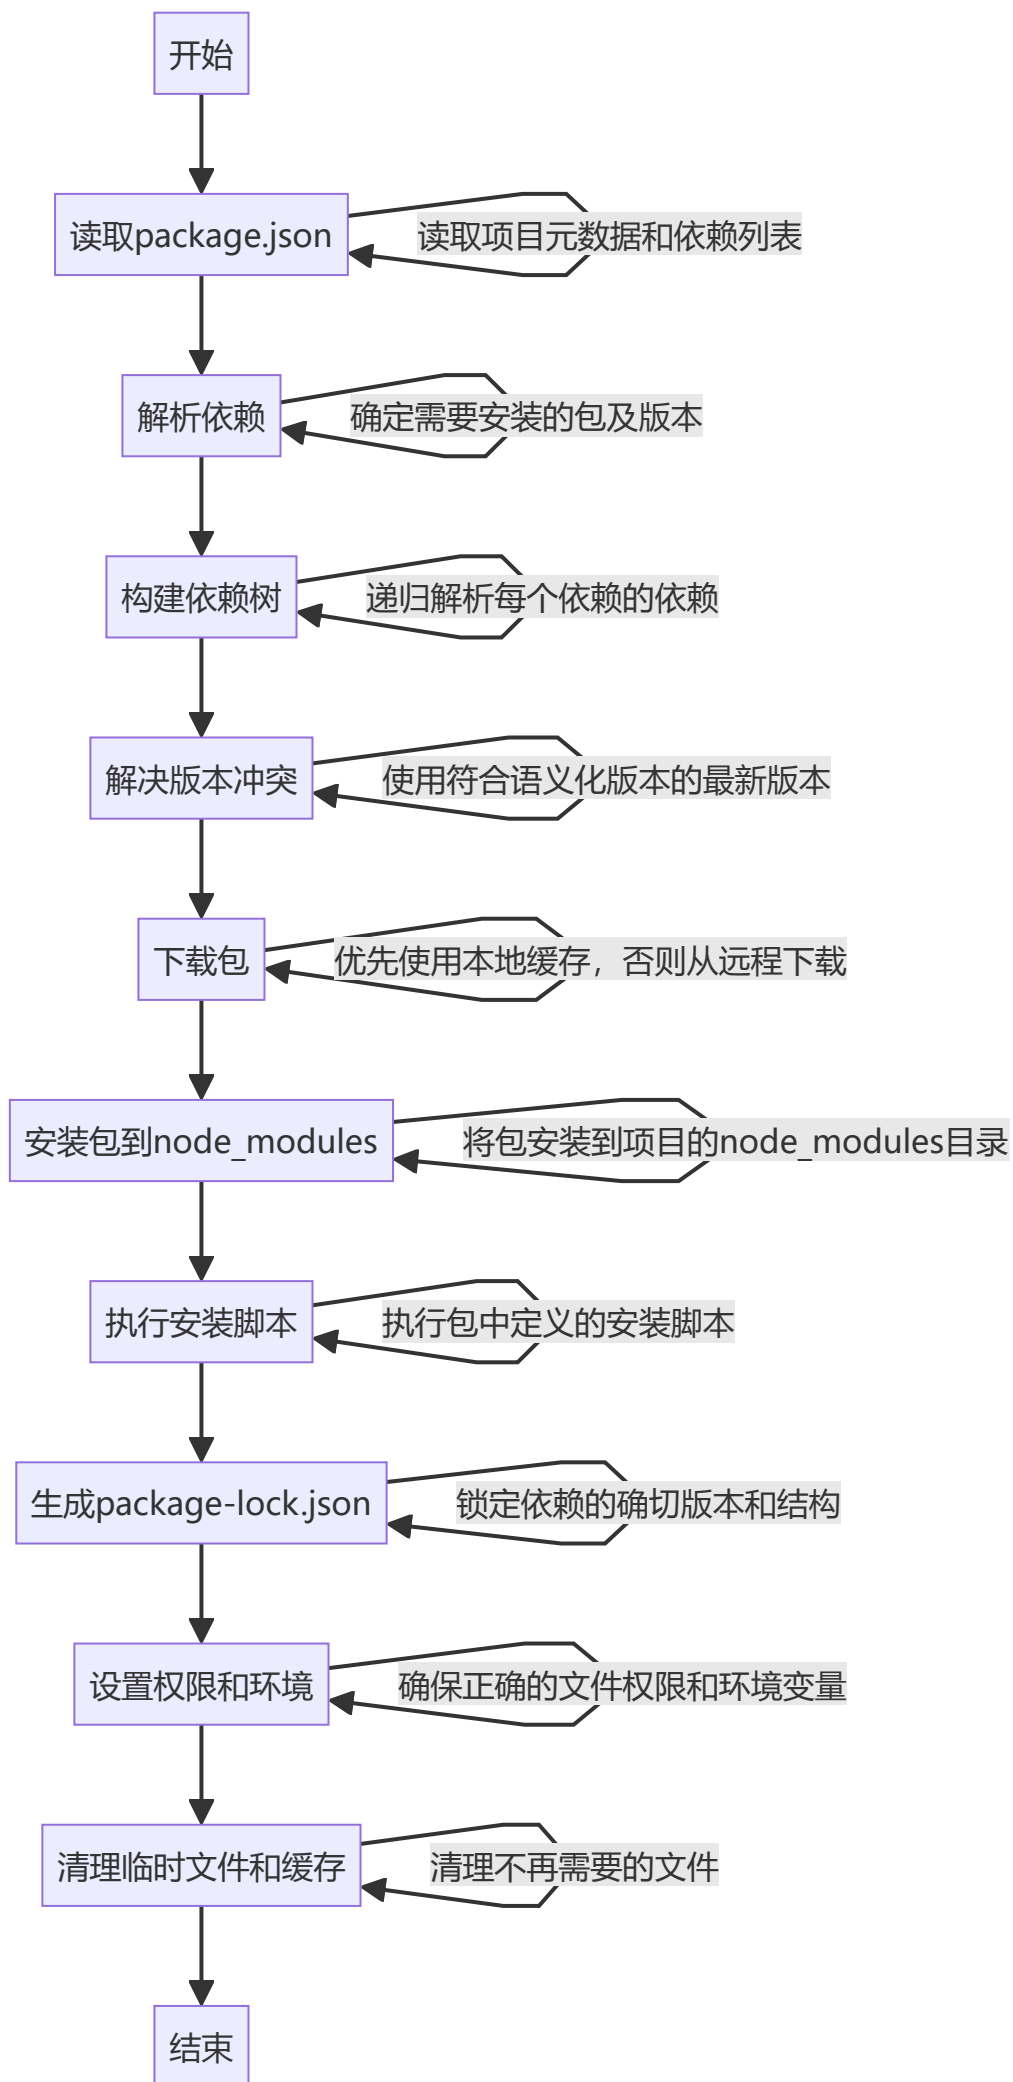 开始
读取package.json
读取项目元数据和依赖列表
解析依赖
确定需要安装的包及版本
构建依赖树
递归解析每个依赖的依赖
解决版本冲突
使用符合语义化版本的最新版本
下载包
优先使用本地缓存，否则从远程下载
安装包到node_modules
将包安装到项目的node_modules目录
执行安装脚本
执行包中定义的安装脚本
生成package-lock.json
锁定依赖的确切版本和结构
设置权限和环境
确保正确的文件权限和环境变量
清理临时文件和缓存
清理不再需要的文件
结束